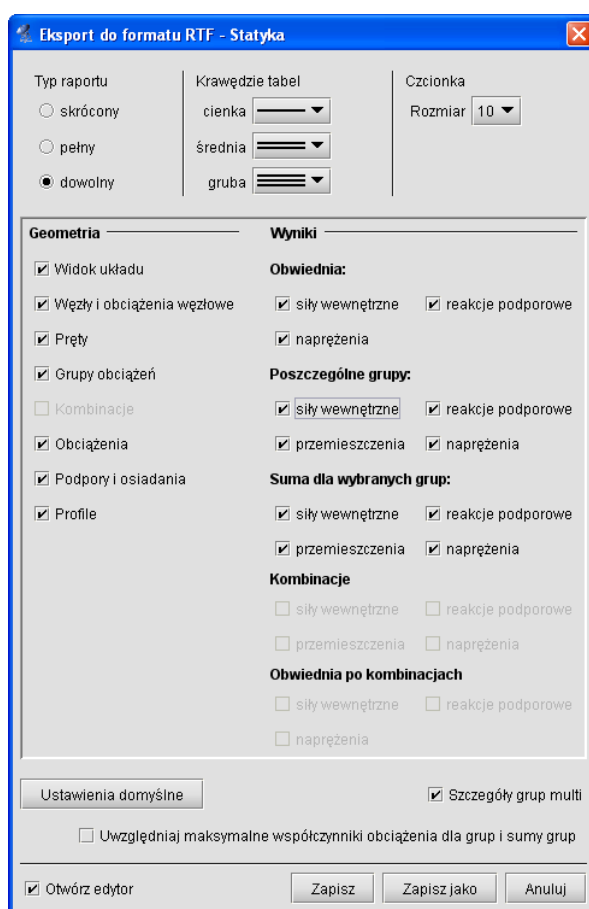 Eksport do formatu RTF - Statyka
Typ raportu
Krawędzie tabel
Czcionka
skrócony
cienka
Rozmiar 10
pełny
średnia
dowolny
gruba
Geometria
Wyniki
Widok układu
Obwiednia:
Węzły i obciążenia węzłowe
siły wewnętrzne
reakcje podporowe
Pręty
naprężenia
Grupy obciążeń
Poszczególne grupy:
Kombinacje
siły wewnętrzne
reakcje podporowe
Obciążenia
przemieszczenia
naprężenia
Podpory i osiadania
Suma dla wybranych grup:
Profile
siły wewnętrzne
reakcje podporowe
przemieszczenia
naprężenia
Kombinacje
siły wewnętrzne
reakcje podporowe
przemieszczenia
naprężenia
Obwiednia po kombinacjach
siły wewnętrzne
reakcje podporowe
naprężenia
Ustawienia domyślne
Szczegóły grup multi
Uwzględniaj maksymalne współczynniki obciążenia dla grup i sumy grup
Otwórz edytor
Zapisz
Zapisz jako
Anuluj